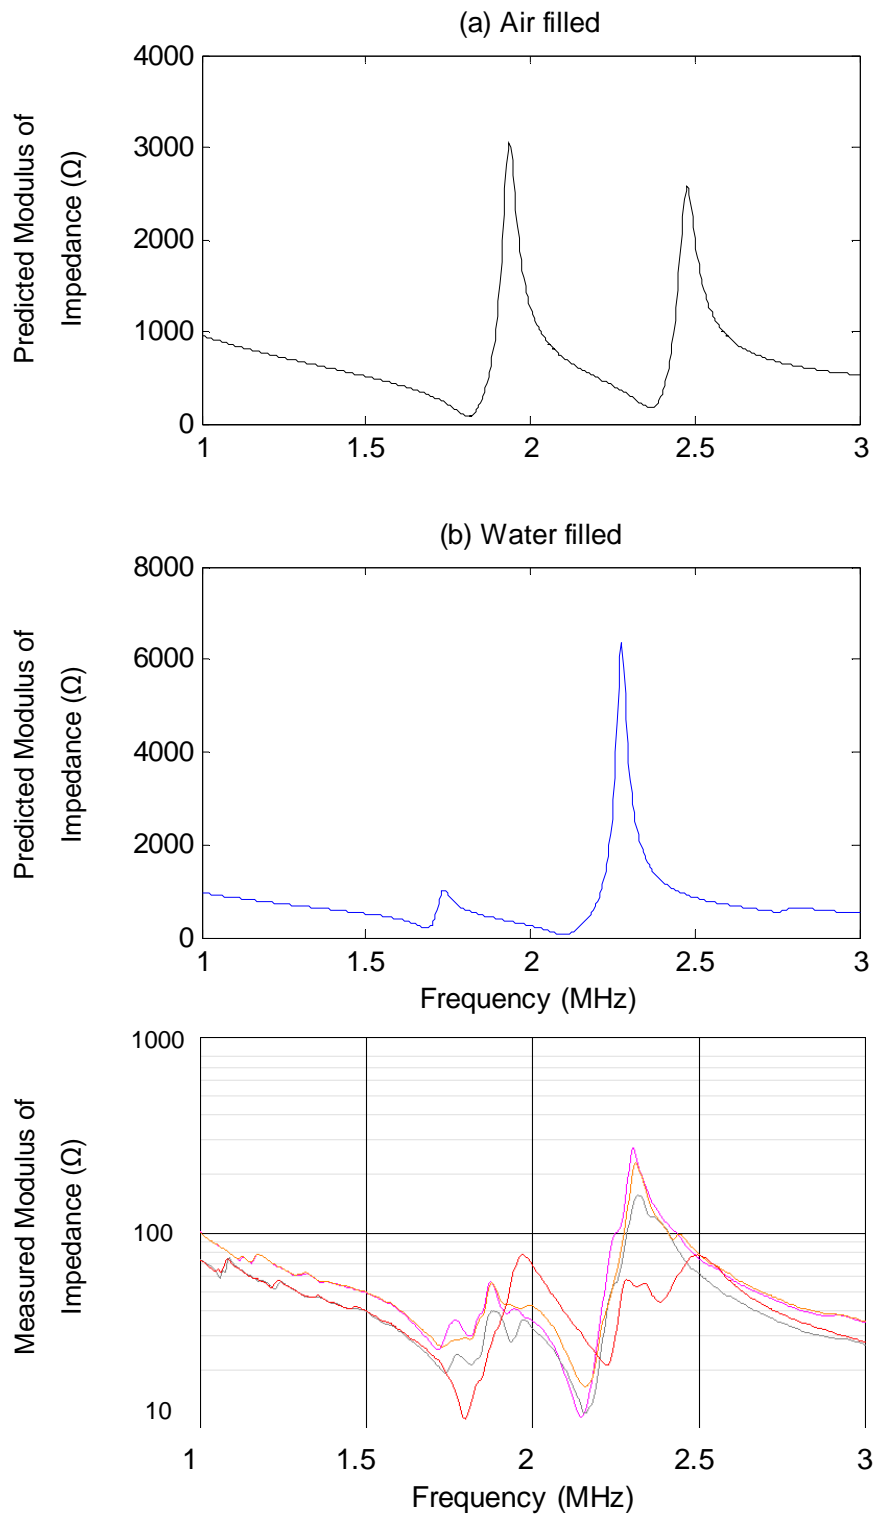 (a) Air filled
Predicted Modulus of
Impedance (Ω)
4000
3000
2000
1000
0
1
1.5
2
2.5
3
(b) Water filled
Predicted Modulus of
Impedance (Ω)
8000
6000
4000
2000
0
1
1.5
2
2.5
3
Frequency (MHz)
Measured Modulus of
Impedance (Ω)
1000
100
10
1
1.5
2
2.5
3
Frequency (MHz)